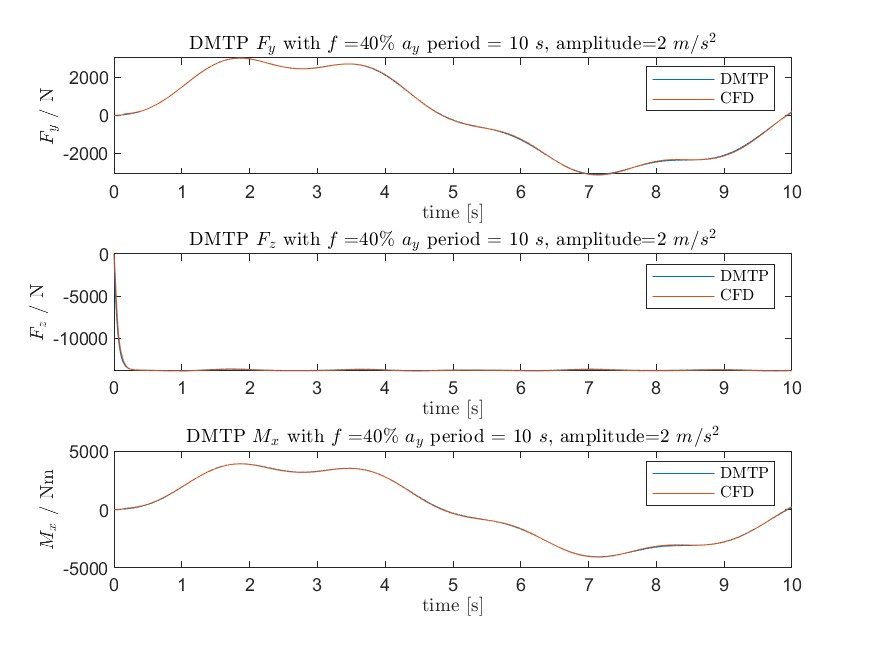 DMTP F_y with f =40% a_y period = 10 s, amplitude=2 m/s^2
2000
0
-2000
F_y / N
DMTP
CFD
0 1 2 3 4 5 6 7 8 9 10
time [s]
DMTP F_z with f =40% a_y period = 10 s, amplitude=2 m/s^2
0
-5000
-10000
F_z / N
DMTP
CFD
0 1 2 3 4 5 6 7 8 9 10
time [s]
DMTP M_x with f =40% a_y period = 10 s, amplitude=2 m/s^2
5000
0
-5000
M_x / Nm
DMTP
CFD
0 1 2 3 4 5 6 7 8 9 10
time [s]